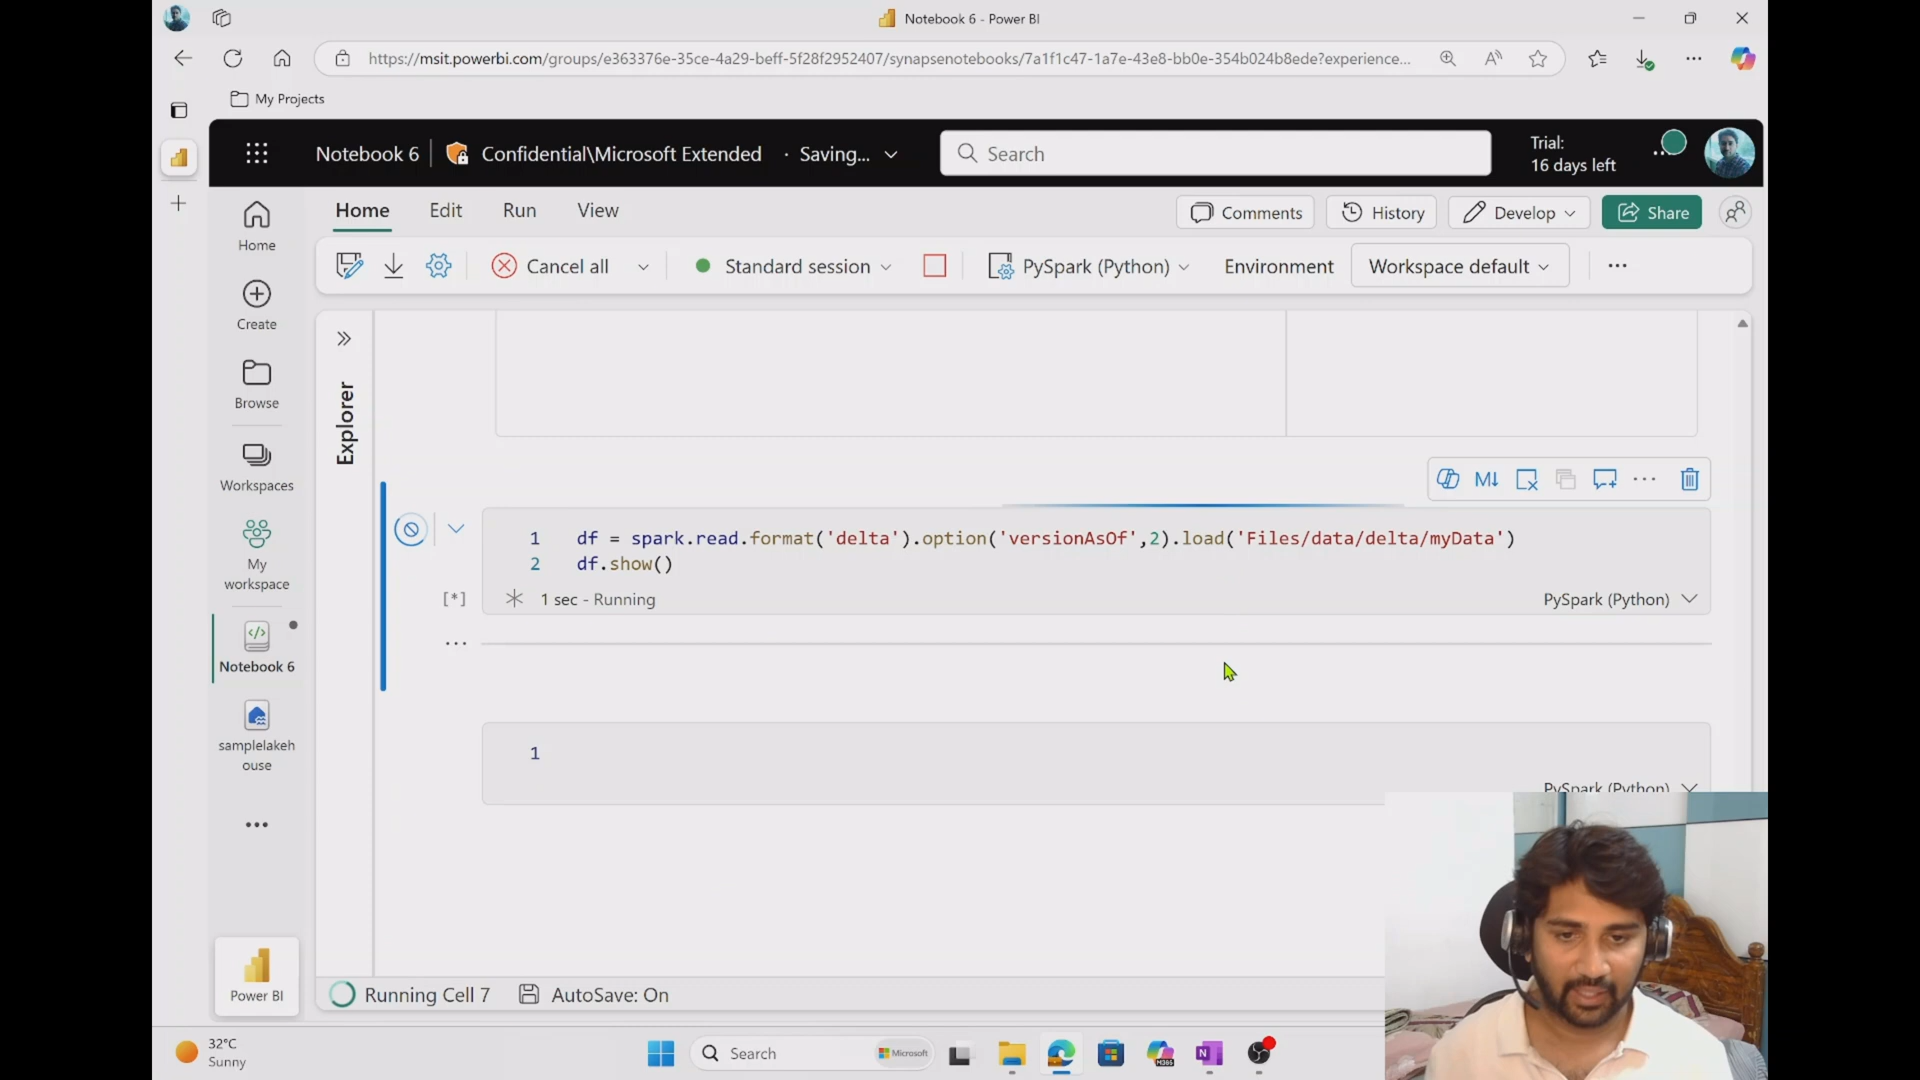 Notebook 6 - Power BI
https://msit.powerbi.com/groups/e363376e-35ce-4a29-beff-5f28f2952407/synapsenotebooks/7a1f1c47-1a7e-43e8-bb0e-354b024b8ede?experience...
My Projects
Notebook 6
Confidential\Microsoft Extended
· Saving...
Search
Trial:
16 days left
Home
Edit
Run
View
Comments
History
Develop
Share
Cancel all
Standard session
PySpark (Python)
Environment
Workspace default
Home
Create
Browse
Workspaces
My
workspace
Notebook 6
samplelakeh
ouse
Power BI
Explorer
M↓
1 df = spark.read.format('delta').option('versionAsOf',2).load('Files/data/delta/myData')
2 df.show()
[*]
1 sec - Running
PySpark (Python)
1
PySpark (Python)
Running Cell 7
AutoSave: On
32°C
Sunny
Search
Microsoft
M365
N